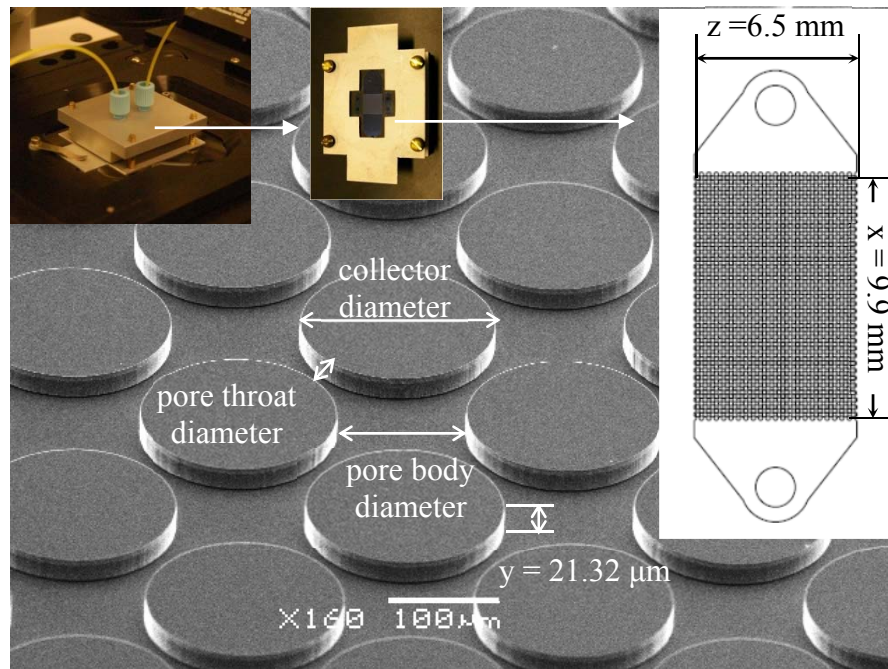 z =6.5 mm
x = 9.9 mm
collector
diameter
pore throat
diameter
pore body
diameter
y = 21.32 μm
X160 100μm